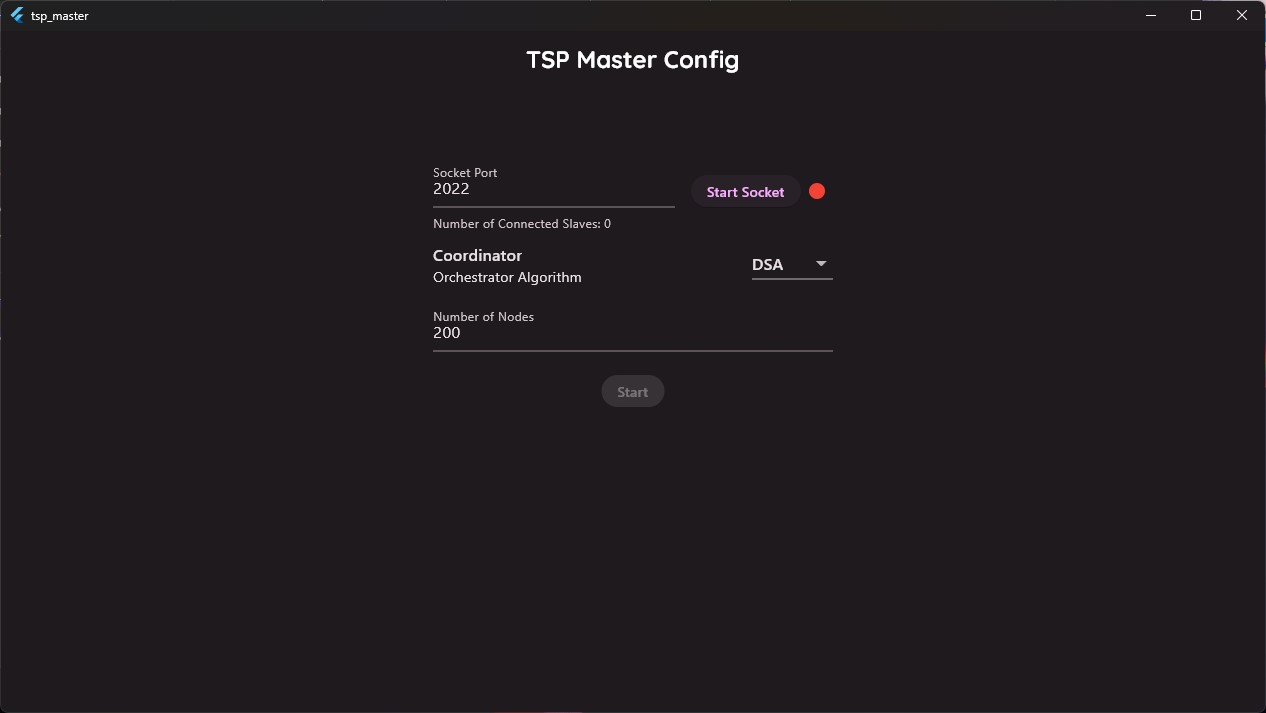 tsp_master
TSP Master Config
Socket Port
2022
Start Socket
Number of Connected Slaves: 0
Coordinator
Orchestrator Algorithm
DSA
Number of Nodes
200
Start